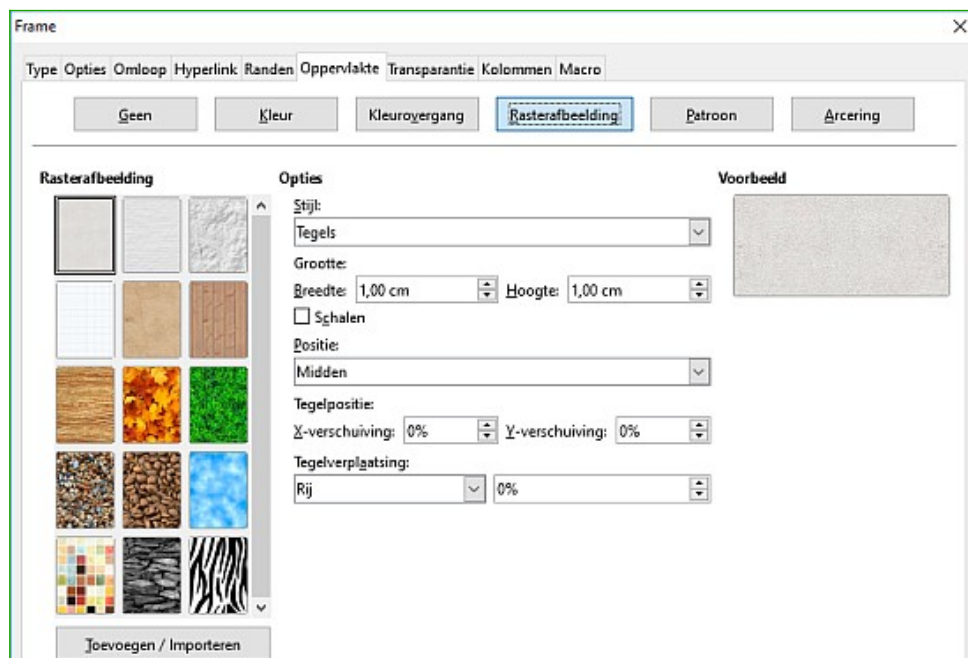 Frame
Type Opties Omloop Hyperlink Randen Oppervlakte Transparantie Kolommen Macro
Geen Kleur Kleurovergang Rasterafbeelding Patroon Arcering
Rasterafbeelding Opties Voorbeeld
Stijl:
Tegels
Grootte:
Breedte: 1,00 cm Hoogte: 1,00 cm
Schalen
Positie:
Midden
Tegelpositie:
X-verschuiving: 0% Y-verschuiving: 0%
Tegelverplaatsing:
Rij 0%
Toevoegen / Importeren